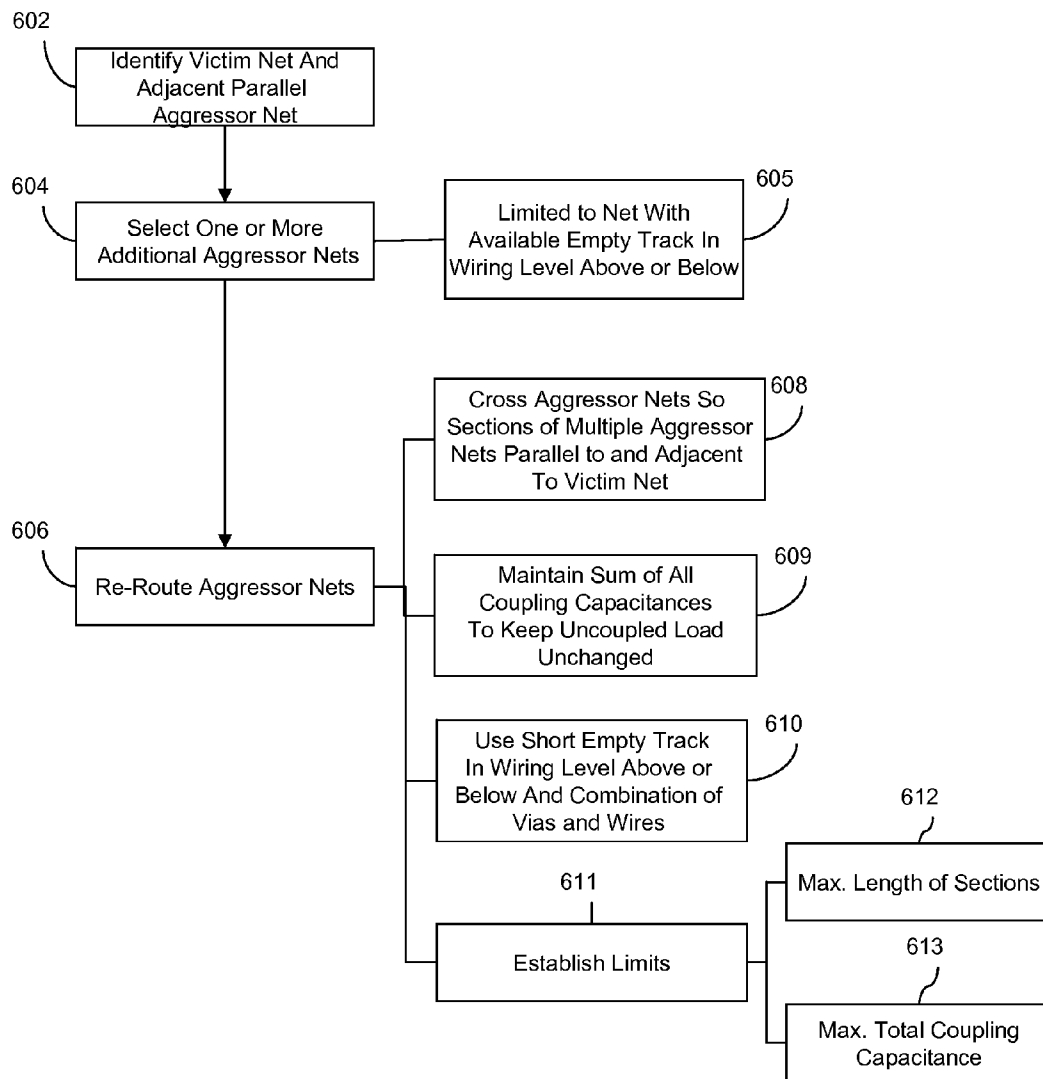 602
Identify Victim Net And
Adjacent Parallel
Aggressor Net
604
Select One or More
Additional Aggressor Nets
605
Limited to Net With
Available Empty Track In
Wiring Level Above or Below
606
Re-Route Aggressor Nets
608
Cross Aggressor Nets So
Sections of Multiple Aggressor
Nets Parallel to and Adjacent
To Victim Net
609
Maintain Sum of All
Coupling Capacitances
To Keep Uncoupled Load
Unchanged
610
Use Short Empty Track
In Wiring Level Above or
Below And Combination of
Vias and Wires
611
Establish Limits
612
Max. Length of Sections
613
Max. Total Coupling
Capacitance